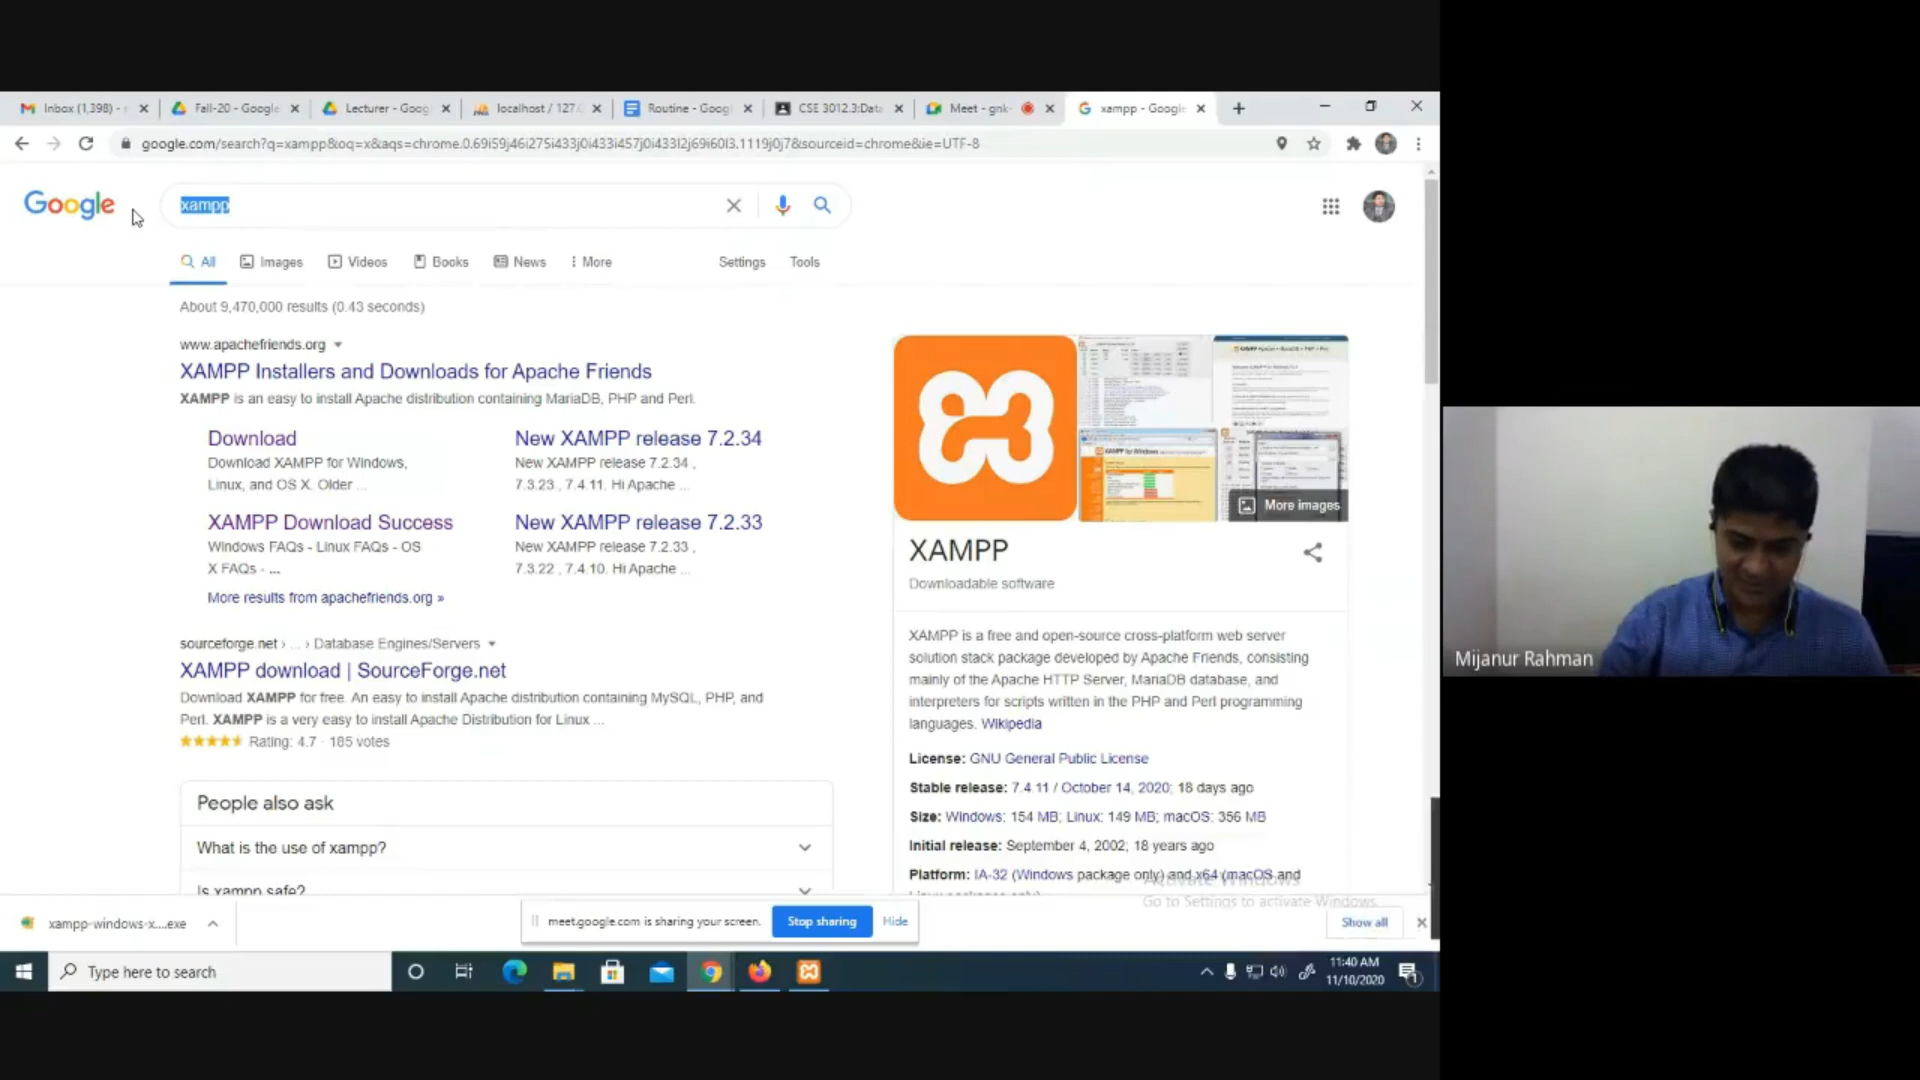 Inbox (1,398) -
Fall-20 - Google
Lecturer - Goog
localhost / 127.
Routine - Goog
CSE 3012.3:Data
Meet - gnk-
xampp - Google
google.com/search?q=xampp&oq=x&aqs=chrome.0.69i59j46i275i433j0i433i457j0i433l2j69i60l3.1119j0j7&sourceid=chrome&ie=UTF-8
Google
xampp
All
Images
Videos
Books
News
More
Settings
Tools
About 9,470,000 results (0.43 seconds)
www.apachefriends.org
XAMPP Installers and Downloads for Apache Friends
XAMPP is an easy to install Apache distribution containing MariaDB, PHP and Perl.
Download
Download XAMPP for Windows,
Linux, and OS X. Older ...
New XAMPP release 7.2.34
New XAMPP release 7.2.34 ,
7.3.23 , 7.4.11. Hi Apache ...
XAMPP Download Success
Windows FAQs - Linux FAQs - OS
X FAQs - ...
New XAMPP release 7.2.33
New XAMPP release 7.2.33 ,
7.3.22 , 7.4.10. Hi Apache ...
More results from apachefriends.org »
sourceforge.net › ... › Database Engines/Servers
XAMPP download | SourceForge.net
Download XAMPP for free. An easy to install Apache distribution containing MySQL, PHP, and
Perl. XAMPP is a very easy to install Apache Distribution for Linux ...
Rating: 4.7 · 185 votes
People also ask
What is the use of xampp?
Is xampp safe?
More images
XAMPP
Downloadable software
XAMPP is a free and open-source cross-platform web server
solution stack package developed by Apache Friends, consisting
mainly of the Apache HTTP Server, MariaDB database, and
interpreters for scripts written in the PHP and Perl programming
languages. Wikipedia
License: GNU General Public License
Stable release: 7.4.11 / October 14, 2020; 18 days ago
Size: Windows: 154 MB; Linux: 149 MB; macOS: 356 MB
Initial release: September 4, 2002; 18 years ago
Platform: IA-32 (Windows package only) and x64 (macOS and
Activate Windows
Go to Settings to activate Windows.
xampp-windows-x....exe
meet.google.com is sharing your screen.
Stop sharing
Hide
Show all
Type here to search
11:40 AM
11/10/2020
1
Mijanur Rahman